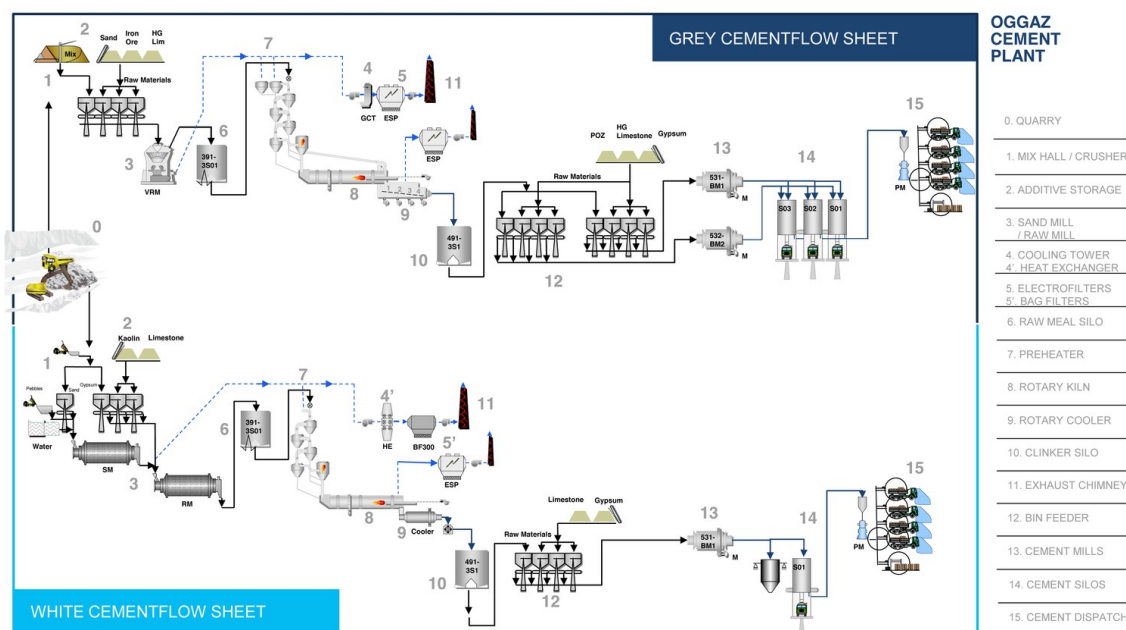 GREY CEMENTFLOW SHEET
OGGAZ
CEMENT
PLANT
2
Sand
Iron
Ore
HG
Lim
Mix
1
Raw Materials
3
VRM
6
391-
3S01
7
4
GCT
5
ESP
11
ESP
8
1 2 3 4
9
10
491-
3S1
POZ
HG
Limestone
Gypsum
Raw Materials
12
13
531-
BM1
M
532-
BM2
M
14
S03
S02
S01
PM
15
0
2
Kaolin
Limestone
1
Pebbles
Sand
Gypsum
Water
SM
3
RM
6
391-
3S01
7
4'
HE
BF300
11
5'
ESP
8
9
Cooler
10
491-
3S1
Limestone
Gypsum
Raw Materials
12
13
531-
BM1
M
14
S01
PM
15
WHITE CEMENTFLOW SHEET
0. QUARRY
1. MIX HALL / CRUSHER
2. ADDITIVE STORAGE
3. SAND MILL
/ RAW MILL
4. COOLING TOWER
4'. HEAT EXCHANGER
5. ELECTROFILTERS
5'. BAG FILTERS
6. RAW MEAL SILO
7. PREHEATER
8. ROTARY KILN
9. ROTARY COOLER
10. CLINKER SILO
11. EXHAUST CHIMNEY
12. BIN FEEDER
13. CEMENT MILLS
14. CEMENT SILOS
15. CEMENT DISPATCH